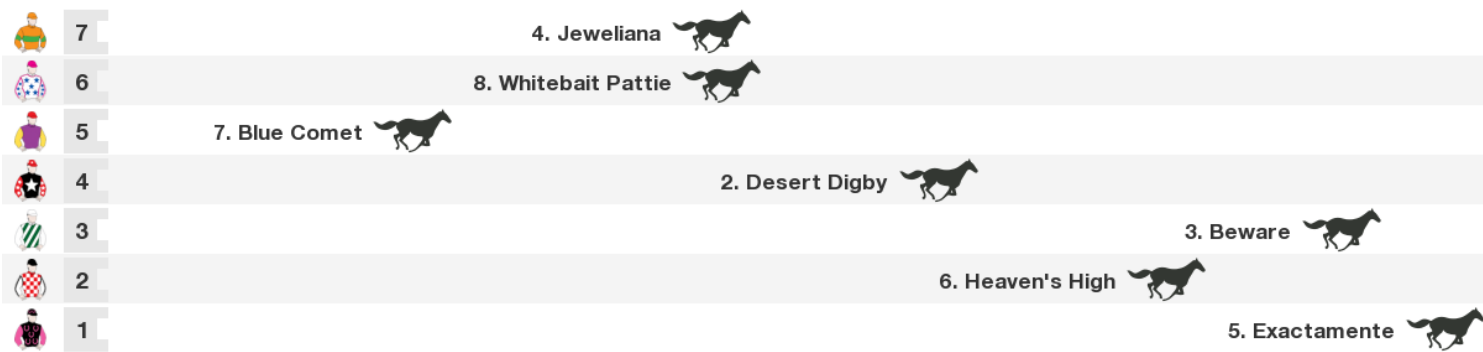 7 4. Jeweliana
6 8. Whitebait Pattie
5 7. Blue Comet
4 2. Desert Digby
3 3. Beware
2 6. Heaven's High
1 5. Exactamente